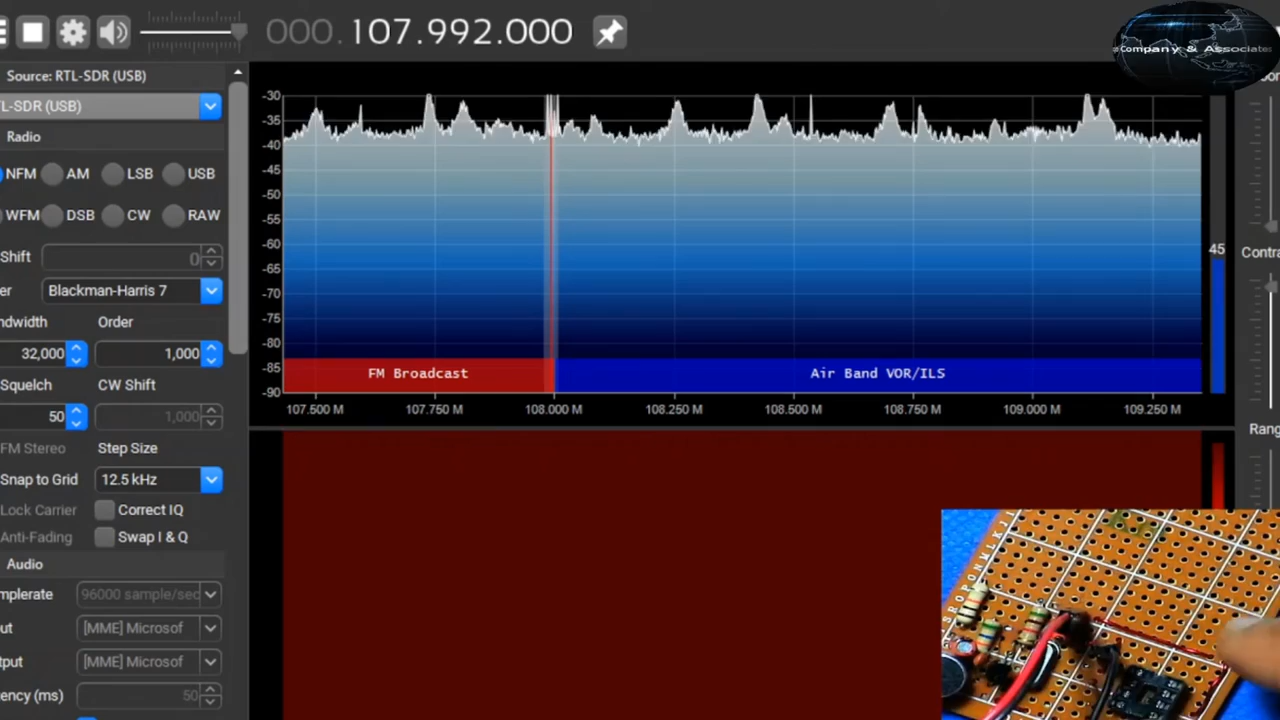 000.107.992.000
Company & Associates
Source: RTL-SDR (USB)
L-SDR (USB)
Radio
NFM AM LSB USB
WFM DSB CW RAW
Shift 0
er Blackman-Harris 7
ndwidth Order
32,000 1,000
Squelch CW Shift
50 1,000
FM Stereo Step Size
Snap to Grid 12.5 kHz
Lock Carrier Correct IQ
Anti-Fading Swap I & Q
Audio
mplerate 96000 sample/sec
ut [MME] Microsof
tput [MME] Microsof
ency (ms) 50
-30
-35
-40
-45
-50
-55
-60
-65
-70
-75
-80
-85
-90
FM Broadcast Air Band VOR/ILS
107.500 M 107.750 M 108.000 M 108.250 M 108.500 M 108.750 M 109.000 M 109.250 M
45
Contra
Rang